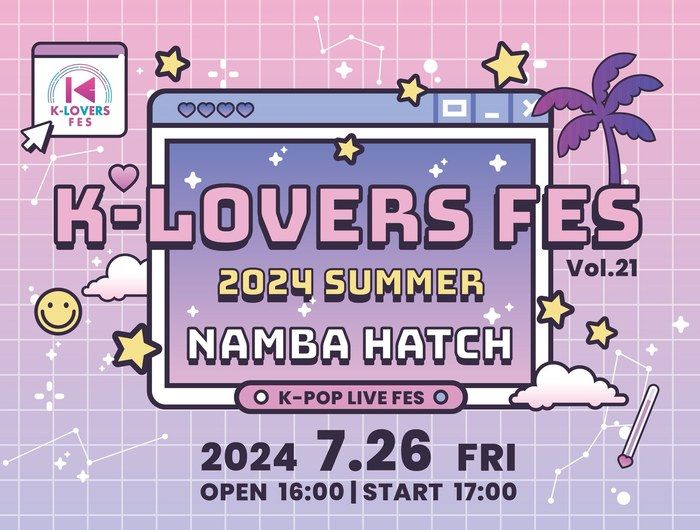 K-LOVERS
FES
K-LOVERS FES
Vol.21
2024 SUMMER
NAMBA HATCH
K-POP LIVE FES
2024 7.26 FRI
OPEN 16:00 | START 17:00